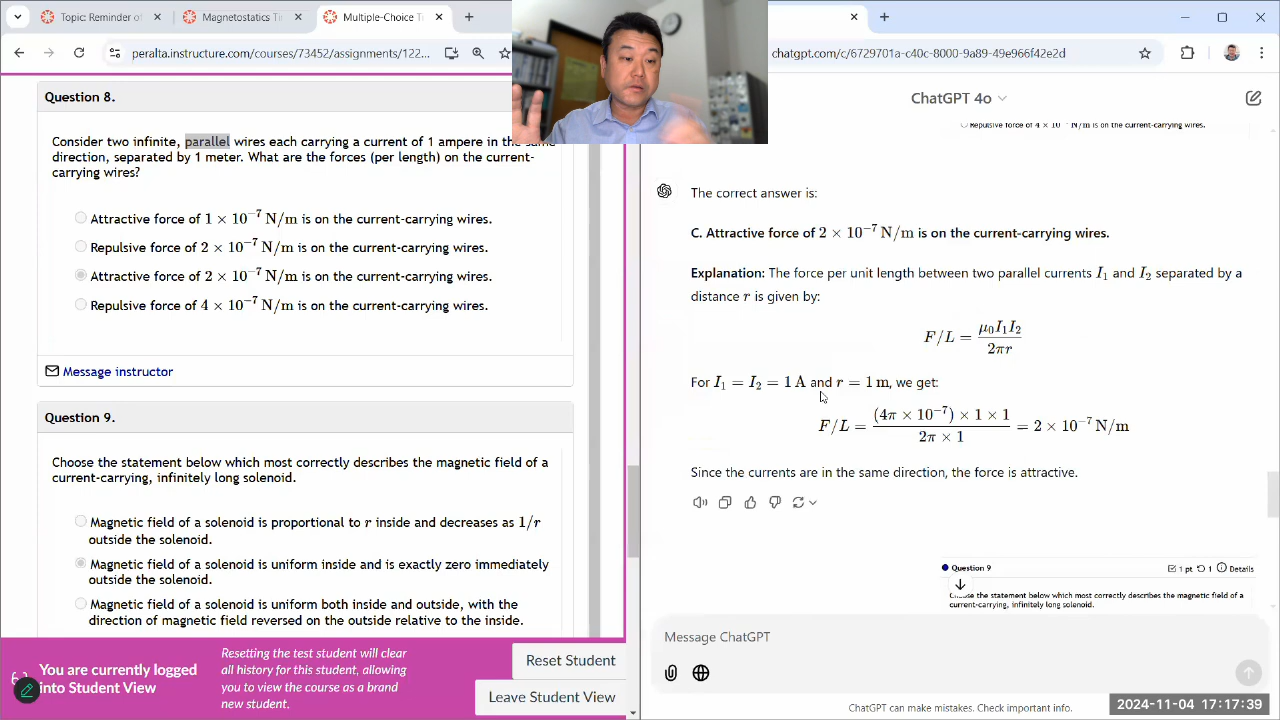 Topic Reminders for
Magnetostatics Tim
Multiple-Choice Ti
peralta.instructure.com/courses/73452/assignments/122...
chatgpt.com/c/6729701a-c40c-8000-9a89-49e966f42e2d
Question 8.
Consider two infinite, parallel wires each carrying a current of 1 ampere in the same
direction, separated by 1 meter. What are the forces (per length) on the current-
carrying wires?
Attractive force of 1 × 10⁻⁷ N/m is on the current-carrying wires.
Repulsive force of 2 × 10⁻⁷ N/m is on the current-carrying wires.
Attractive force of 2 × 10⁻⁷ N/m is on the current-carrying wires.
Repulsive force of 4 × 10⁻⁷ N/m is on the current-carrying wires.
Message instructor
Question 9.
Choose the statement below which most correctly describes the magnetic field of a
current-carrying, infinitely long solenoid.
Magnetic field of a solenoid is proportional to r inside and decreases as 1/r
outside the solenoid.
Magnetic field of a solenoid is uniform inside and is exactly zero immediately
outside the solenoid.
Magnetic field of a solenoid is uniform both inside and outside, with the
direction of magnetic field reversed on the outside relative to the inside.
You are currently logged
into Student View
Resetting the test student will clear
all history for this student, allowing
you to view the course as a brand
new student.
Reset Student
Leave Student View
ChatGPT 4o
Repulsive force of 4 × 10⁻⁷ N/m is on the current-carrying wires.
The correct answer is:
C. Attractive force of 2 × 10⁻⁷ N/m is on the current-carrying wires.
Explanation: The force per unit length between two parallel currents I₁ and I₂ separated by a
distance r is given by:
F/L = μ₀I₁I₂ / 2πr
For I₁ = I₂ = 1 A and r = 1 m, we get:
F/L = (4π × 10⁻⁷) × 1 × 1 / 2π × 1 = 2 × 10⁻⁷ N/m
Since the currents are in the same direction, the force is attractive.
Question 9
1 pt 1 Details
Choose the statement below which most correctly describes the magnetic field of a
current-carrying, infinitely long solenoid.
Message ChatGPT
ChatGPT can make mistakes. Check important info.
2024-11-04 17:17:39